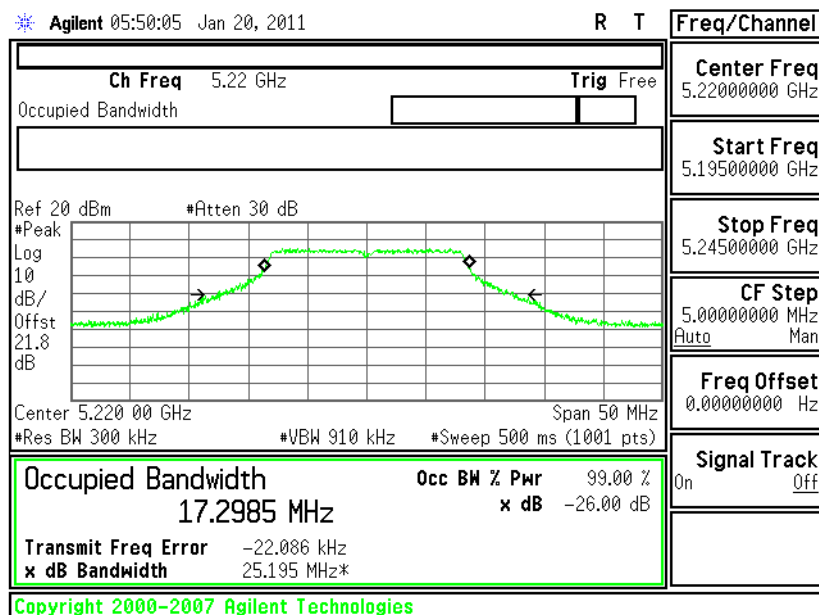 Agilent 05:50:05 Jan 20, 2011 R T
Freq/Channel
Ch Freq 5.22 GHz Trig Free
Occupied Bandwidth
Center Freq
5.22000000 GHz
Start Freq
5.19500000 GHz
Stop Freq
5.24500000 GHz
CF Step
5.00000000 MHz
Auto Man
Freq Offset
0.00000000 Hz
Signal Track
On Off
Ref 20 dBm #Atten 30 dB
#Peak
Log
10
dB/
Offst
21.8
dB
Center 5.220 00 GHz Span 50 MHz
#Res BW 300 kHz #VBW 910 kHz #Sweep 500 ms (1001 pts)
Occupied Bandwidth Occ BW % Pwr 99.00 %
17.2985 MHz x dB -26.00 dB
Transmit Freq Error -22.086 kHz
x dB Bandwidth 25.195 MHz*
Copyright 2000-2007 Agilent Technologies